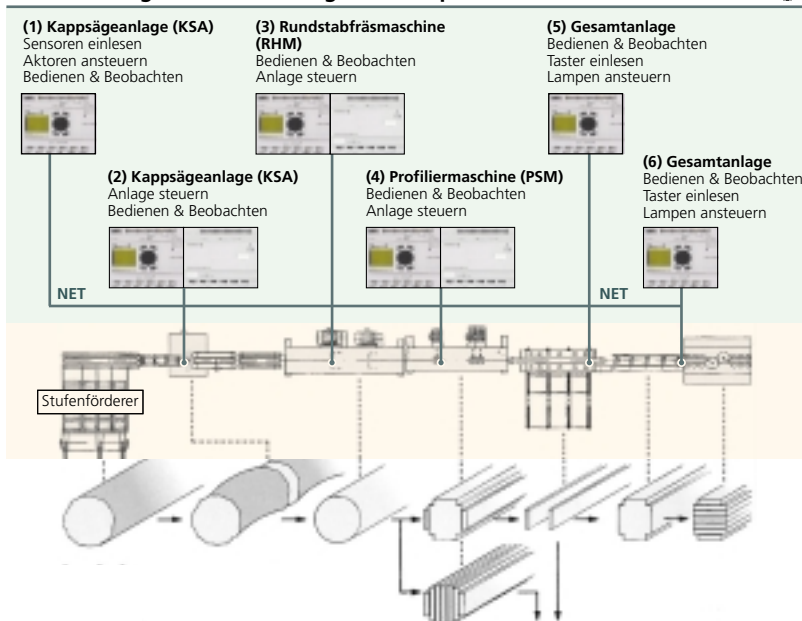 (1) Kappsägeanlage (KSA)
Sensoren einlesen
Aktoren ansteuern
Bedienen & Beobachten
(3) Rundstabfräsmaschine
(RHM)
Bedienen & Beobachten
Anlage steuern
(5) Gesamtanlage
Bedienen & Beobachten
Taster einlesen
Lampen ansteuern
(2) Kappsägeanlage (KSA)
Anlage steuern
Bedienen & Beobachten
(4) Profiliermaschine (PSM)
Bedienen & Beobachten
Anlage steuern
(6) Gesamtanlage
Bedienen & Beobachten
Taster einlesen
Lampen ansteuern
NET
NET
Stufenförderer